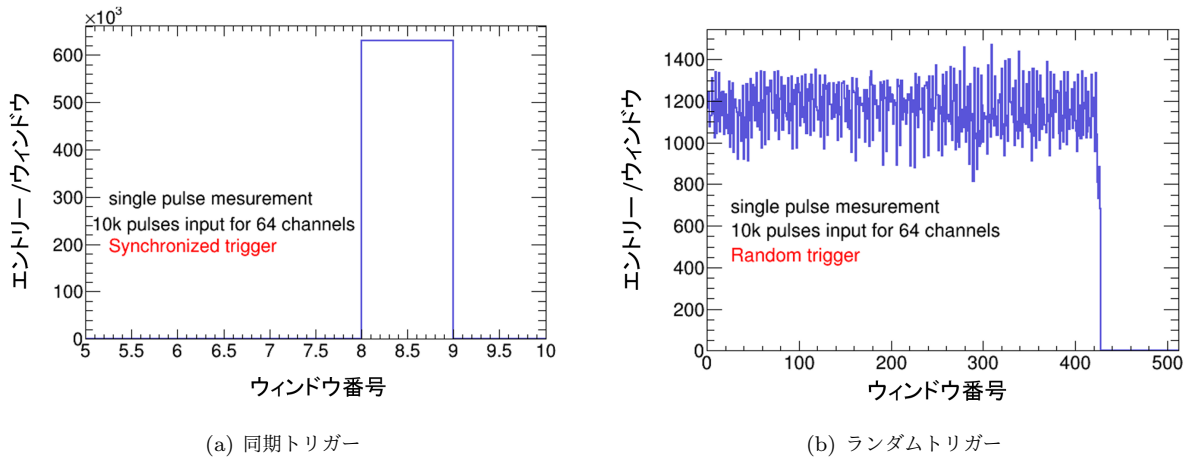 ×10³
600
500
400
300
200
100
0
5 5.5 6 6.5 7 7.5 8 8.5 9 9.5 10
エントリー/ウィンドウ
ウィンドウ番号
single pulse mesurement
10k pulses input for 64 channels
Synchronized trigger
(a) 同期トリガー
1400
1200
1000
800
600
400
200
0
0 100 200 300 400 500
エントリー/ウィンドウ
ウィンドウ番号
single pulse mesurement
10k pulses input for 64 channels
Random trigger
(b) ランダムトリガー